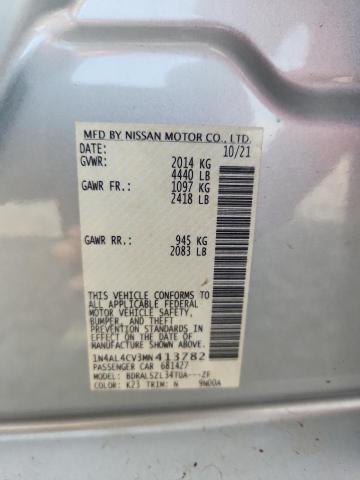 MFD BY NISSAN MOTOR CO., LTD.
DATE: 10/21
GVWR: 2014 KG
4440 LB
GAWR FR.: 1097 KG
2418 LB
GAWR RR.: 945 KG
2083 LB
THIS VEHICLE CONFORMS TO
ALL APPLICABLE FEDERAL
MOTOR VEHICLE SAFETY,
BUMPER, AND THEFT
PREVENTION STANDARDS IN
EFFECT ON THE DATE OF
MANUFACTURE SHOWN ABOVE.
1N4AL4CV3MN413782
PASSENGER CAR 681427
MODEL: BDRALSZL34TUA---ZF
COLOR: K23 TRIM: N 9N00A